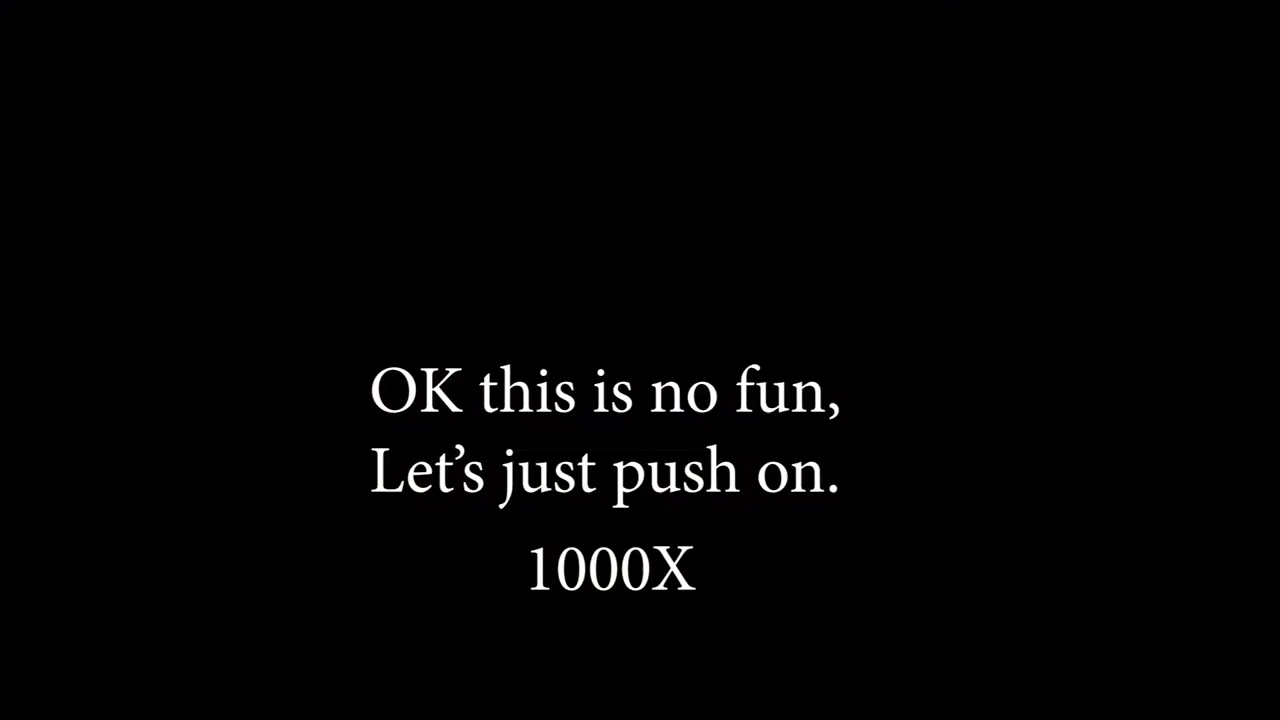 OK this is no fun,
Let’s just push on.
1000X